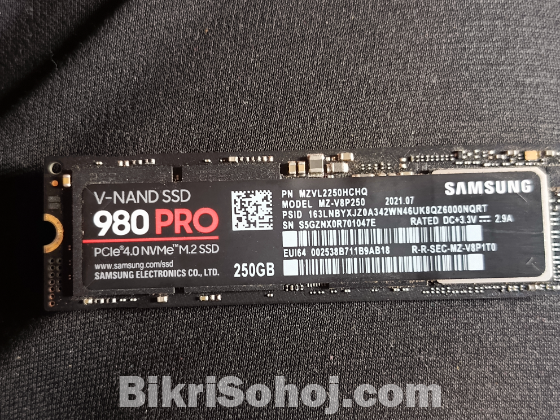 V-NAND SSD
980 PRO
PCIe®4.0 NVMe™M.2 SSD
www.samsung.com/ssd
SAMSUNG ELECTRONICS CO., LTD.
250GB
PN MZVL2250HCHQ
MODEL MZ-V8P250 2021.07
PSID 163LNBYXJZ0A342WN46UK8QZ6000NQRT
SN S5GZNX0R701047E
RATED DC+3.3V 2.9A
SAMSUNG
EUI64 002538B711B9AB18
R-R-SEC-MZ-V8P1T0
BikriSohoj.com